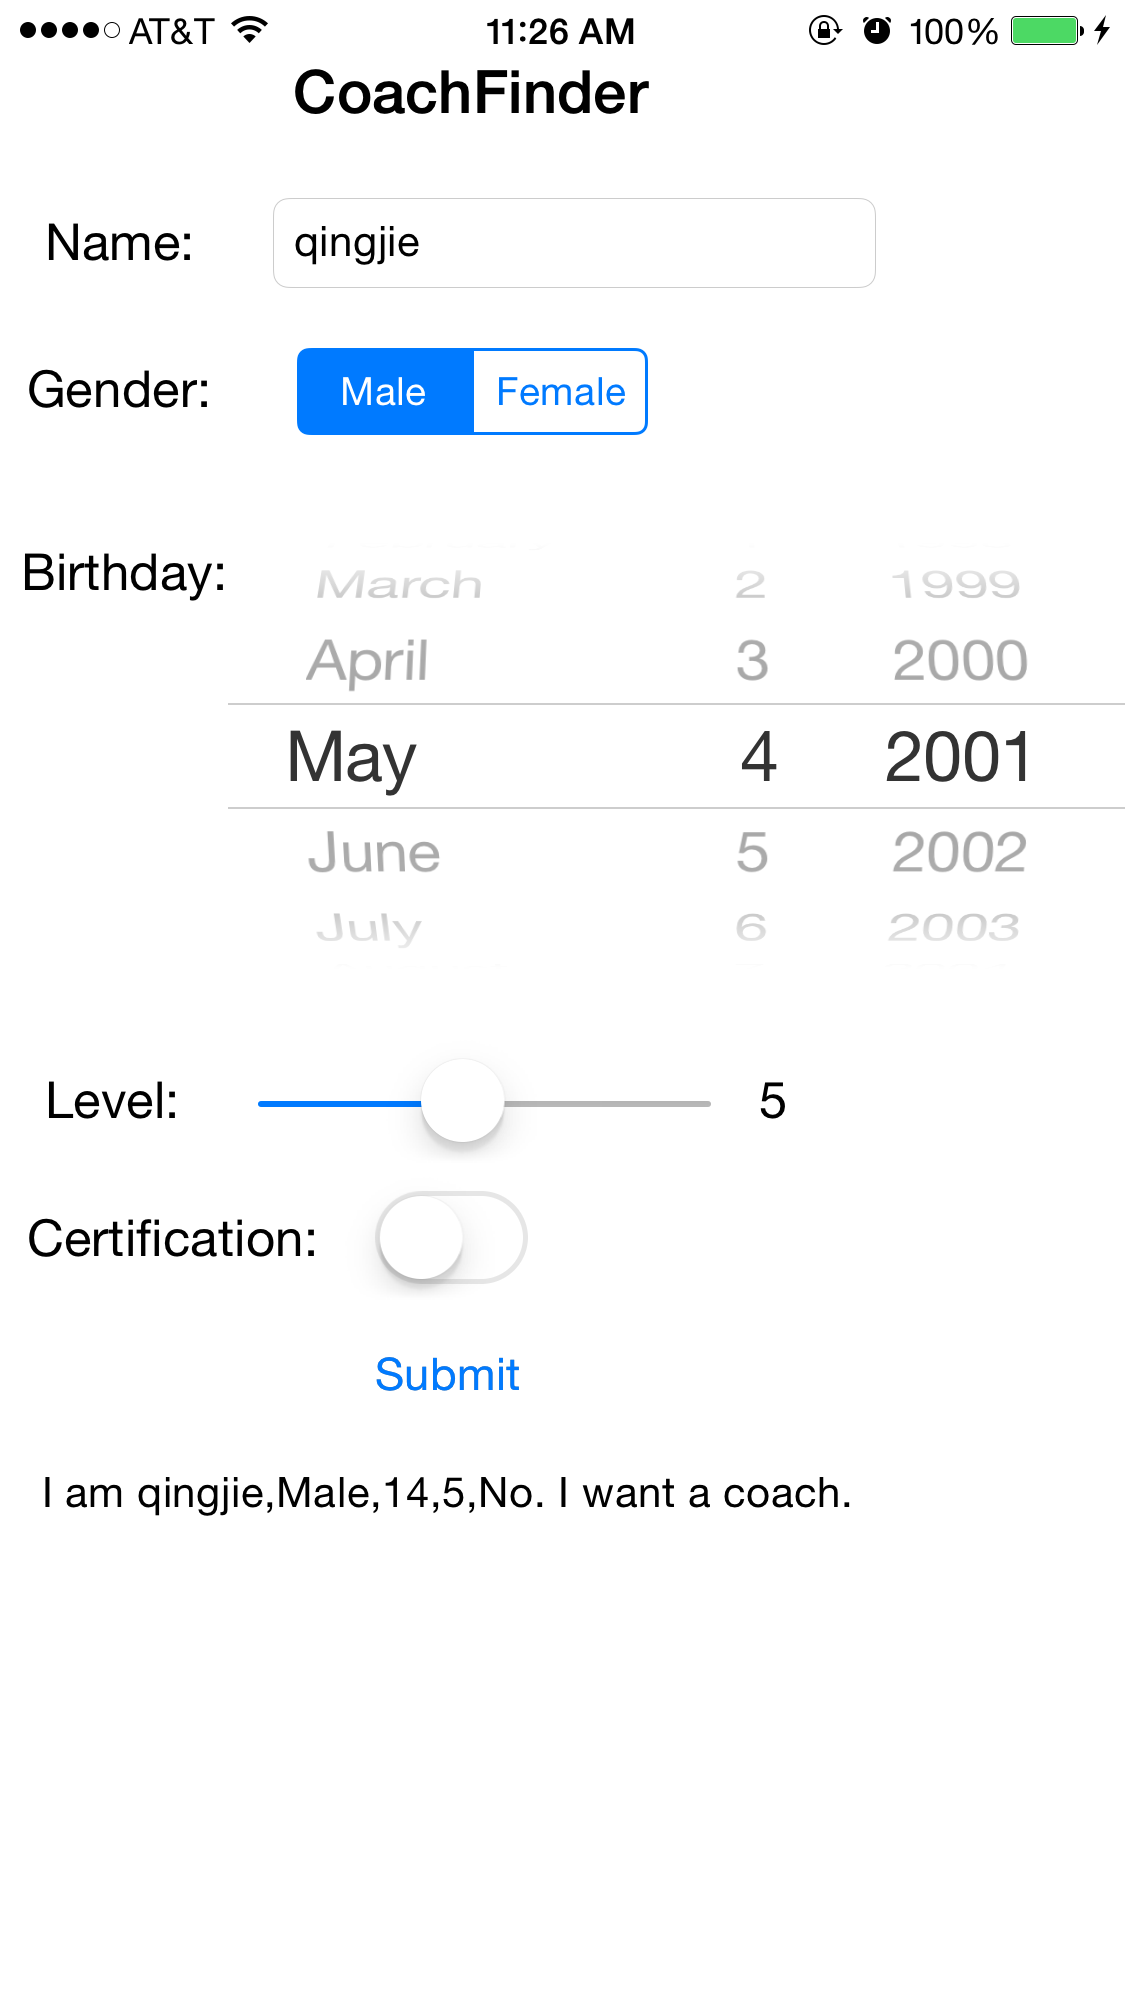 AT&T 11:26 AM 100%
CoachFinder
Name: qingjie
Gender: Male Female
Birthday:
March 2 1999
April 3 2000
May 4 2001
June 5 2002
July 6 2003
Level: 5
Certification:
Submit
I am qingjie,Male,14,5,No. I want a coach.